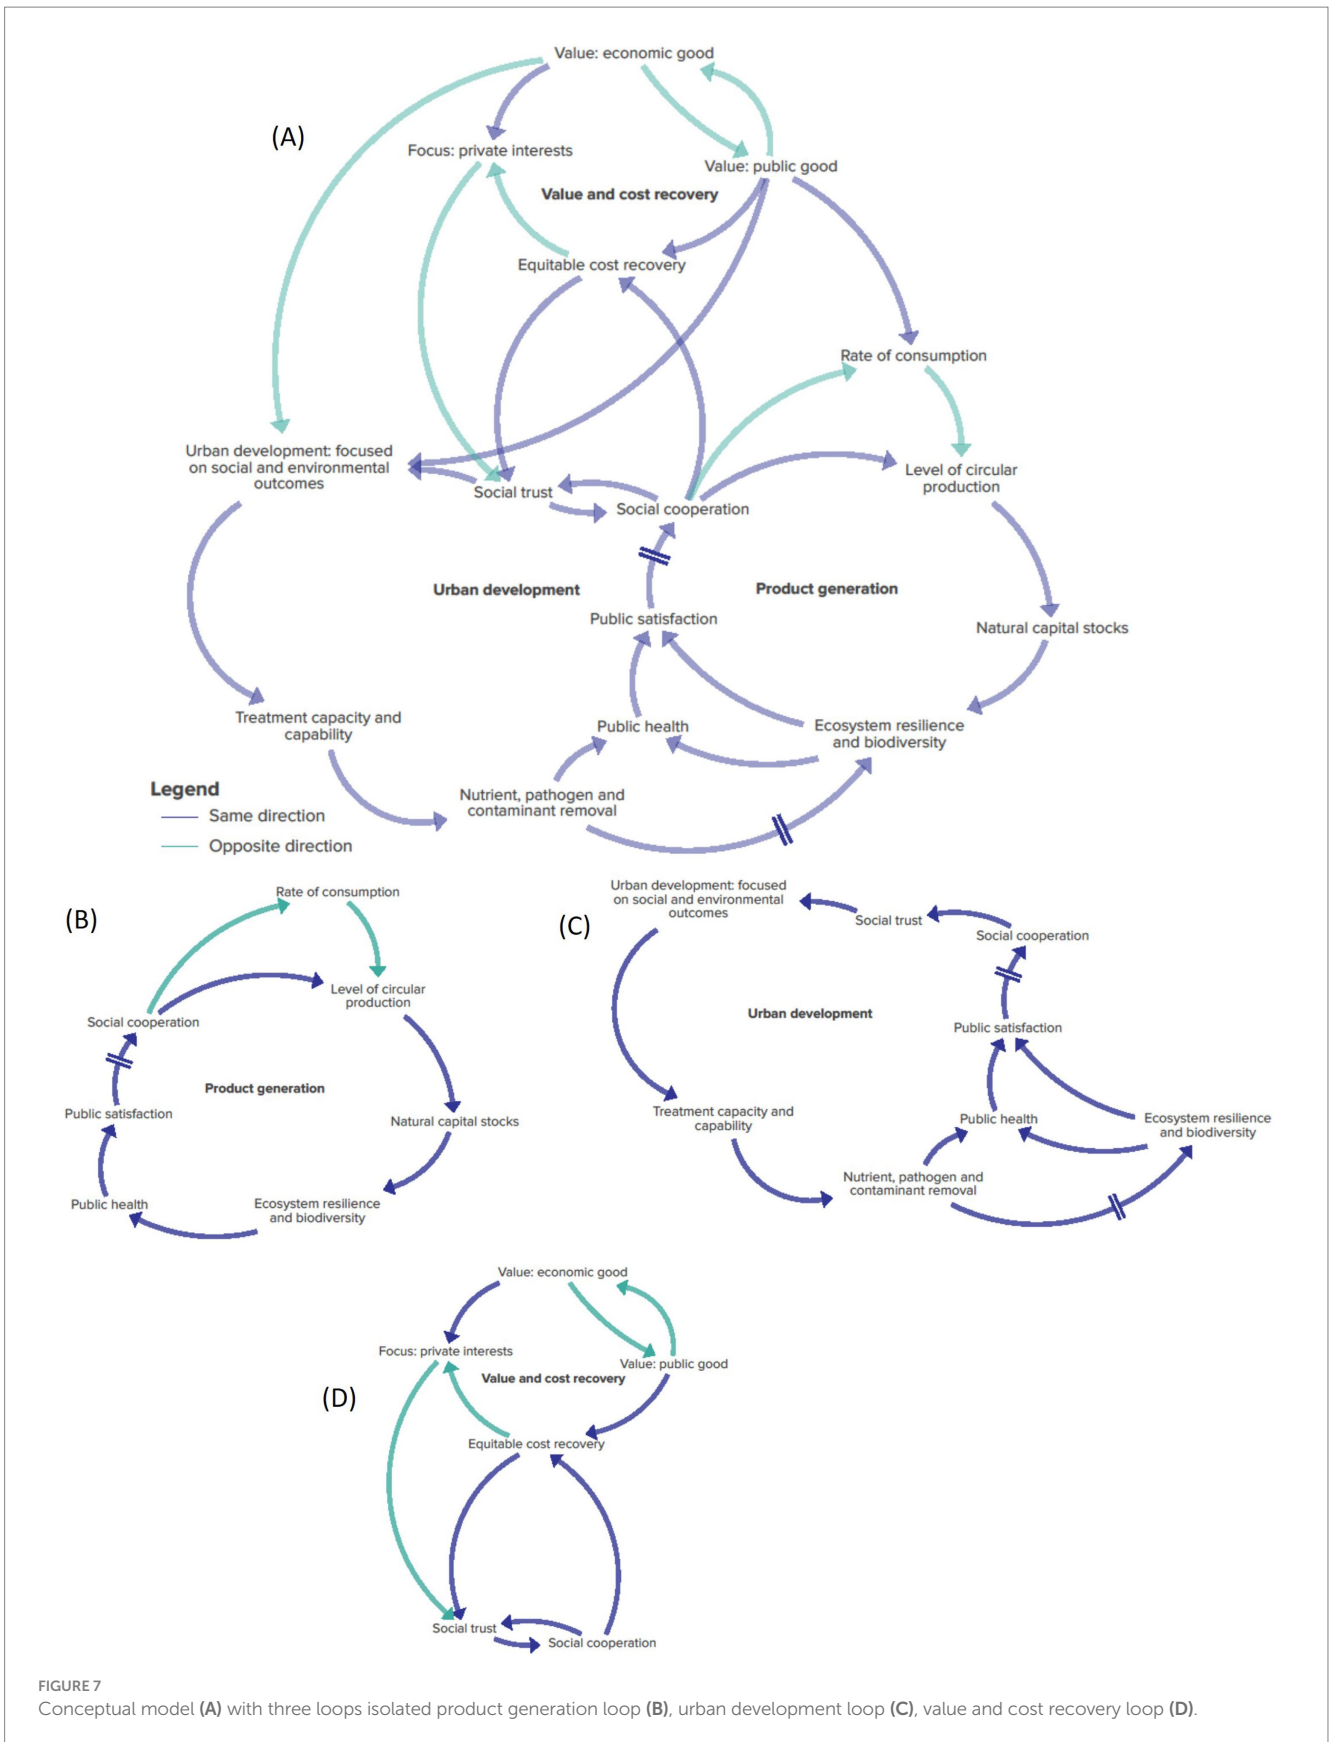 (A)
Value: economic good
Focus: private interests
Value: public good
Value and cost recovery
Equitable cost recovery
Rate of consumption
Urban development: focused
on social and environmental
outcomes
Social trust
Social cooperation
Level of circular
production
Urban development
Product generation
Public satisfaction
Natural capital stocks
Treatment capacity and
capability
Public health
Ecosystem resilience
and biodiversity
Nutrient, pathogen and
contaminant removal
Legend
Same direction
Opposite direction
(B)
Rate of consumption
Level of circular
production
Social cooperation
Product generation
Public satisfaction
Natural capital stocks
Public health
Ecosystem resilience
and biodiversity
(C)
Urban development: focused
on social and environmental
outcomes
Social trust
Social cooperation
Urban development
Public satisfaction
Treatment capacity and
capability
Public health
Ecosystem resilience
and biodiversity
Nutrient, pathogen and
contaminant removal
(D)
Value: economic good
Focus: private interests
Value: public good
Value and cost recovery
Equitable cost recovery
Social trust
Social cooperation
FIGURE 7
Conceptual model (A) with three loops isolated product generation loop (B), urban development loop (C), value and cost recovery loop (D).